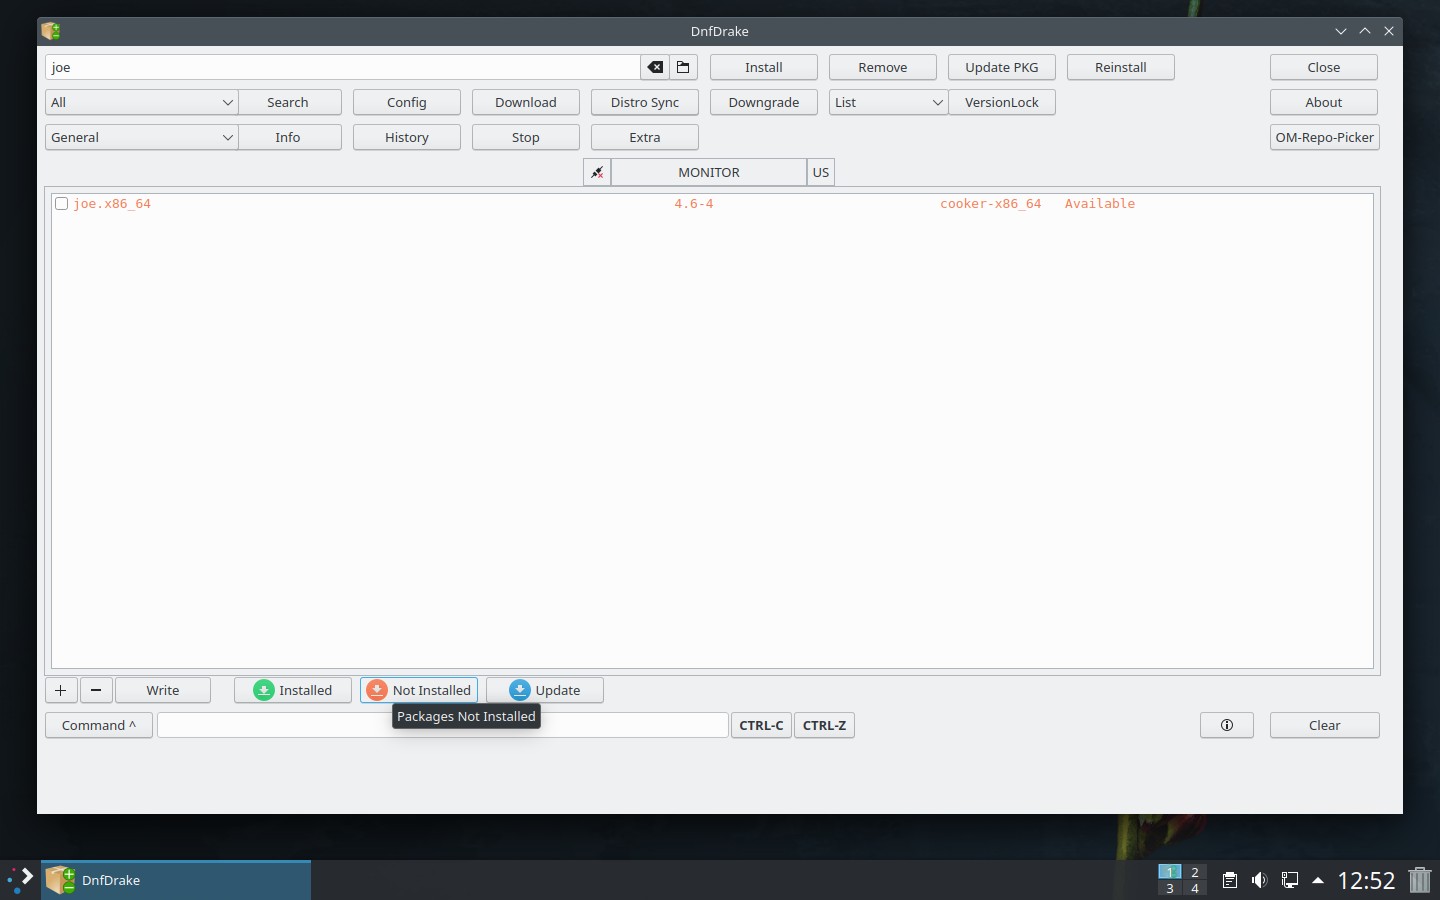 DnfDrake
joe Install Remove Update PKG Reinstall Close
All Search Config Download Distro Sync Downgrade List VersionLock About
General Info History Stop Extra OM-Repo-Picker
MONITOR US
joe.x86_64 4.6-4 cooker-x86_64 Available
+ − Write Installed Not Installed Update
Packages Not Installed
Command ^ CTRL-C CTRL-Z Clear
DnfDrake 1 2 12:52
3 4